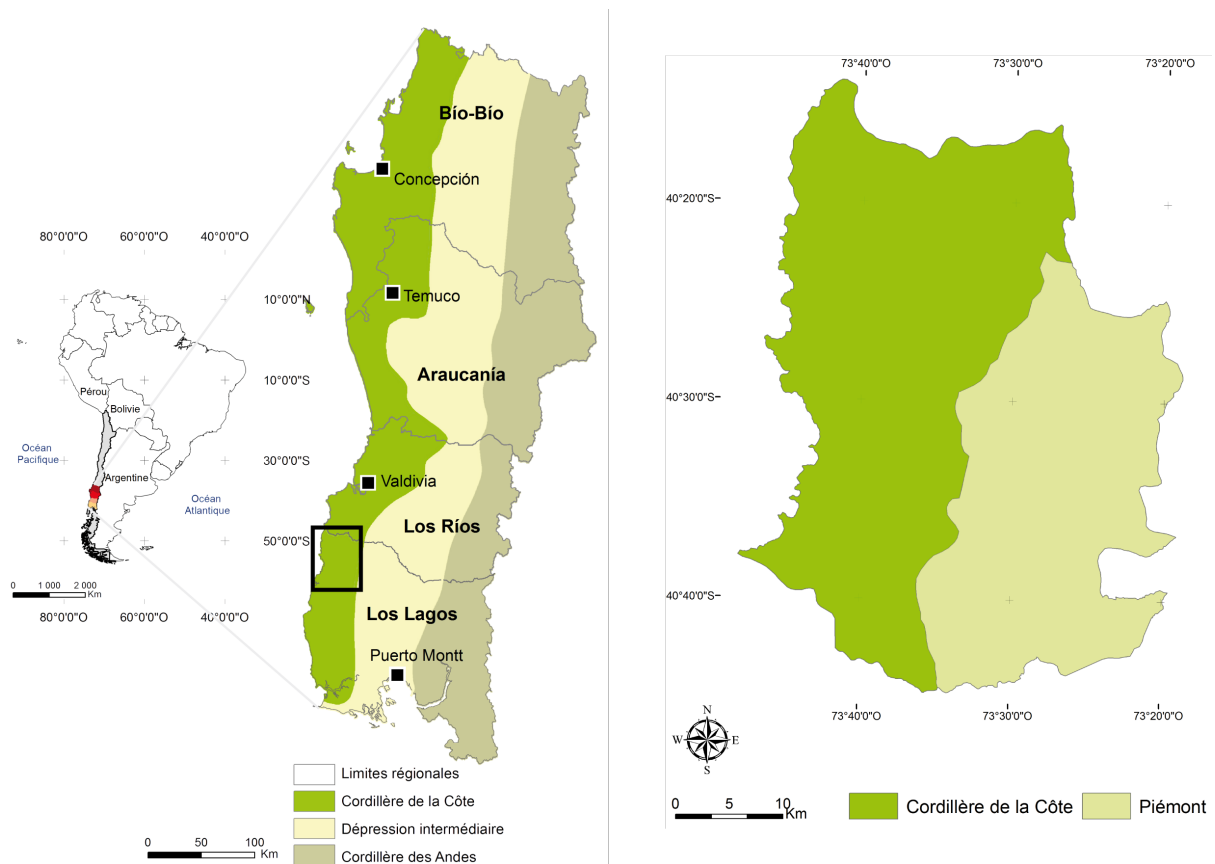 80°0'0"O 60°0'0"O 40°0'0"O
10°0'0"N
10°0'0"S
30°0'0"S
50°0'0"S
Pérou
Bolivie
Argentine
Océan
Pacifique
Océan
Atlantique
0 1 000 2 000
Km
80°0'0"O 60°0'0"O 40°0'0"O
Bío-Bío
Concepción
Temuco
Araucanía
Valdivia
Los Ríos
Los Lagos
Puerto Montt
Limites régionales
Cordillère de la Côte
Dépression intermédiaire
Cordillère des Andes
0 50 100
Km
73°40'0"O 73°30'0"O 73°20'0"O
40°20'0"S
40°30'0"S
40°40'0"S
73°40'0"O 73°30'0"O 73°20'0"O
N
W E
S
0 5 10
Km
Cordillère de la Côte Piémont